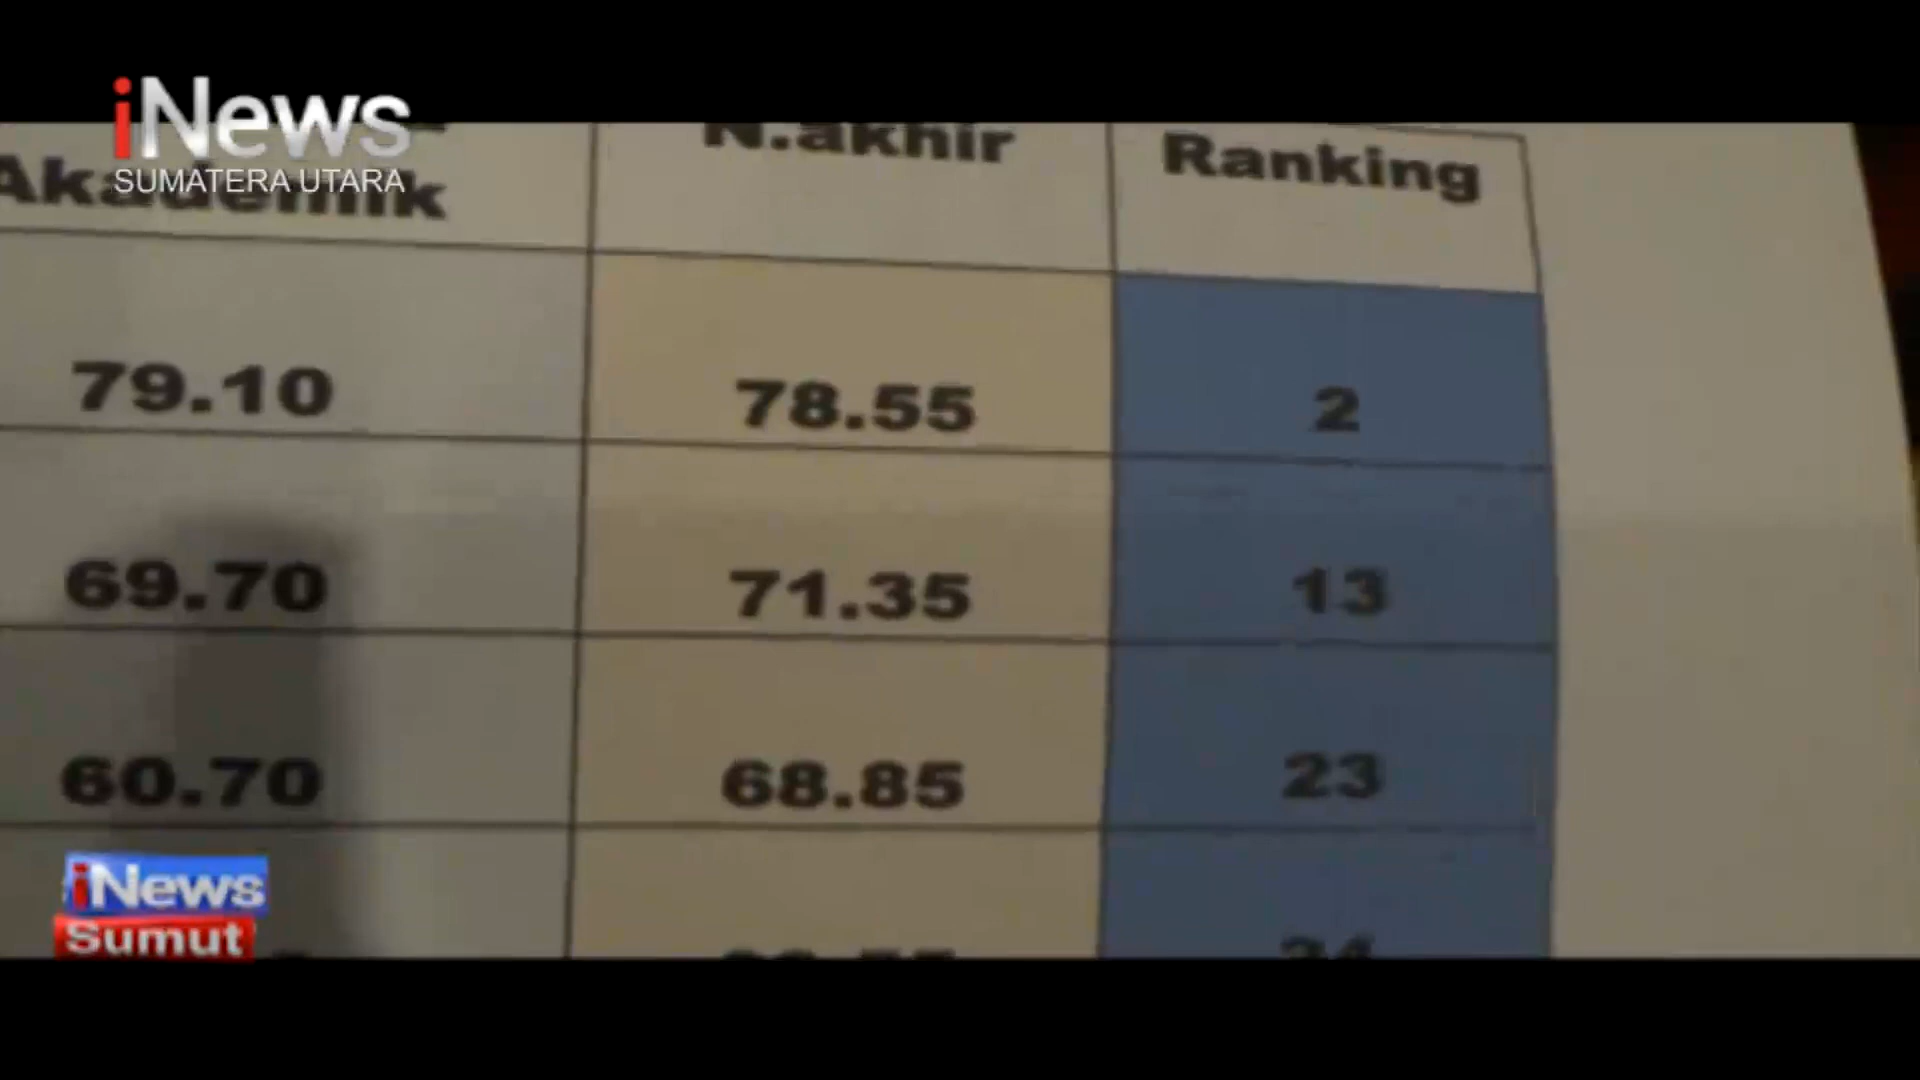 iNews
SUMATERA UTARA
Akademik N.akhir Ranking
79.10 78.55 2
69.70 71.35 13
60.70 68.85 23
iNews
Sumut